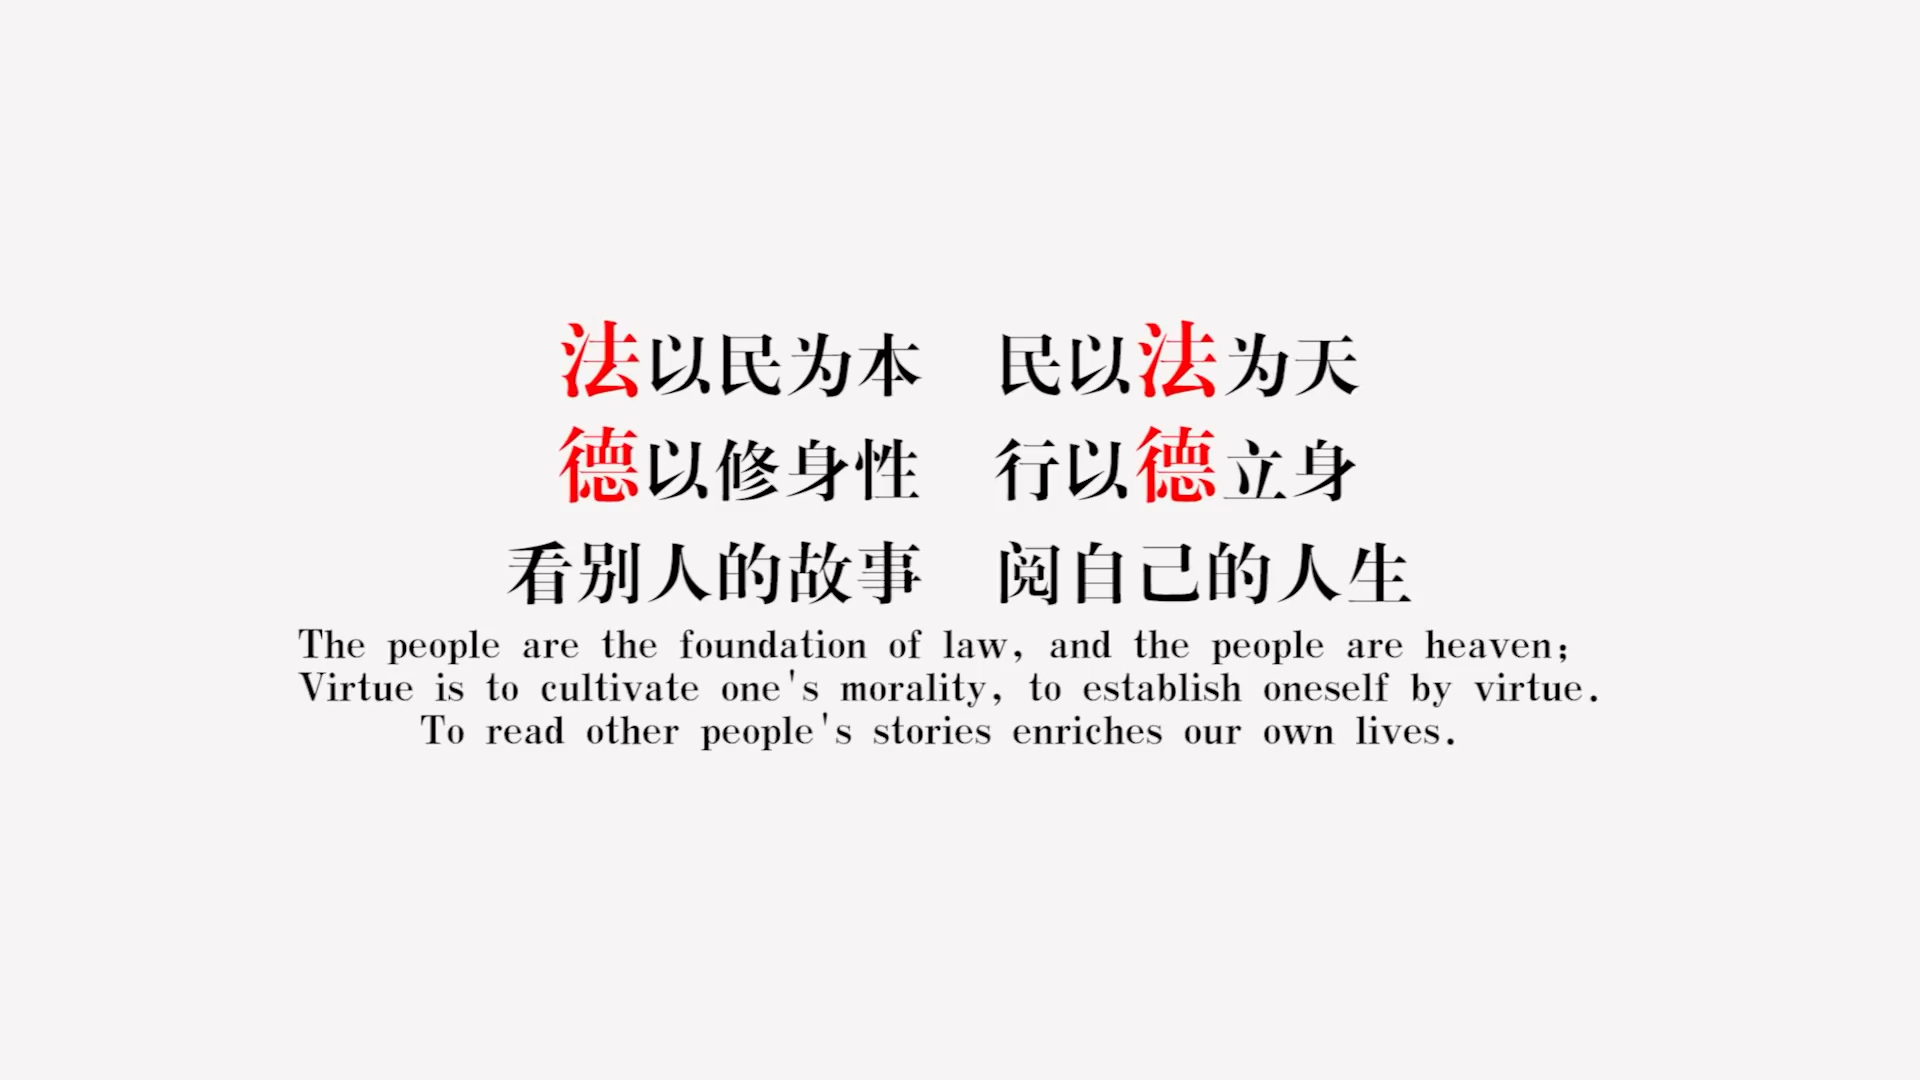 法以民为本 民以法为天
德以修身性 行以德立身
看别人的故事 阅自己的人生
The people are the foundation of law, and the people are heaven;
Virtue is to cultivate one's morality, to establish oneself by virtue.
To read other people's stories enriches our own lives.